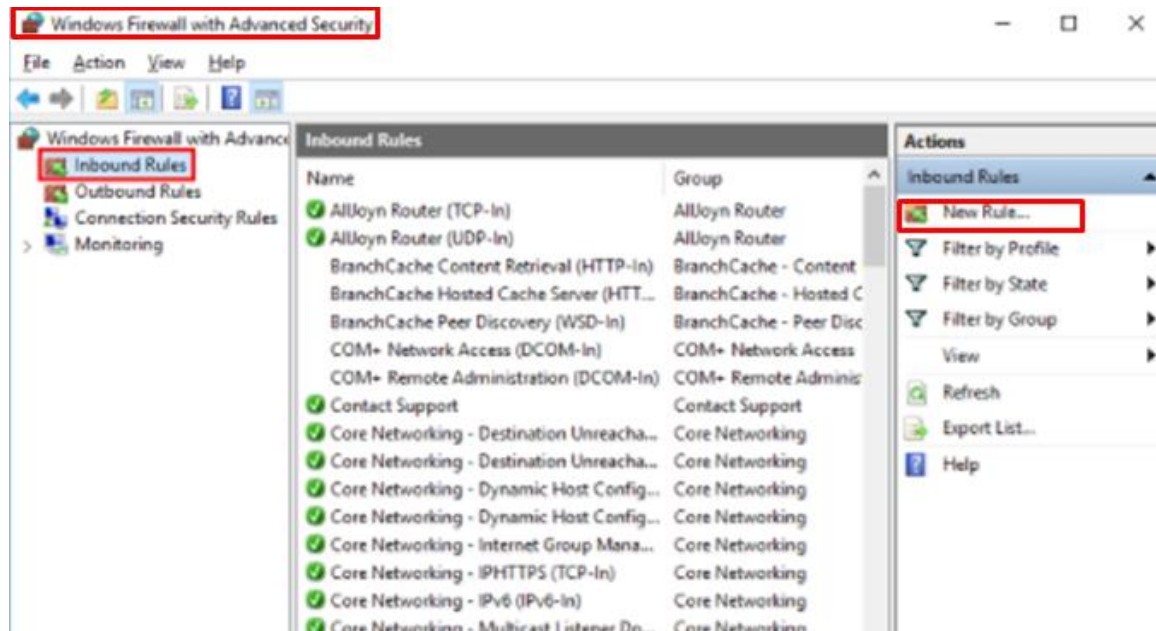 Windows Firewall with Advanced Security
File Action View Help
Windows Firewall with Advance
Inbound Rules
Outbound Rules
Connection Security Rules
Monitoring
Inbound Rules
Name Group
AllJoyn Router (TCP-In) AllJoyn Router
AllJoyn Router (UDP-In) AllJoyn Router
BranchCache Content Retrieval (HTTP-In) BranchCache - Content
BranchCache Hosted Cache Server (HTT... BranchCache - Hosted C
BranchCache Peer Discovery (WSD-In) BranchCache - Peer Disc
COM+ Network Access (DCOM-In) COM+ Network Access
COM+ Remote Administration (DCOM-In) COM+ Remote Adminis
Contact Support Contact Support
Core Networking - Destination Unreacha... Core Networking
Core Networking - Destination Unreacha... Core Networking
Core Networking - Dynamic Host Config... Core Networking
Core Networking - Dynamic Host Config... Core Networking
Core Networking - Internet Group Mana... Core Networking
Core Networking - IPHTTPS (TCP-In) Core Networking
Core Networking - IPv6 (IPv6-In) Core Networking
Core Networking - Multicast Listener Do... Core Networking
Actions
Inbound Rules
New Rule...
Filter by Profile
Filter by State
Filter by Group
View
Refresh
Export List...
Help